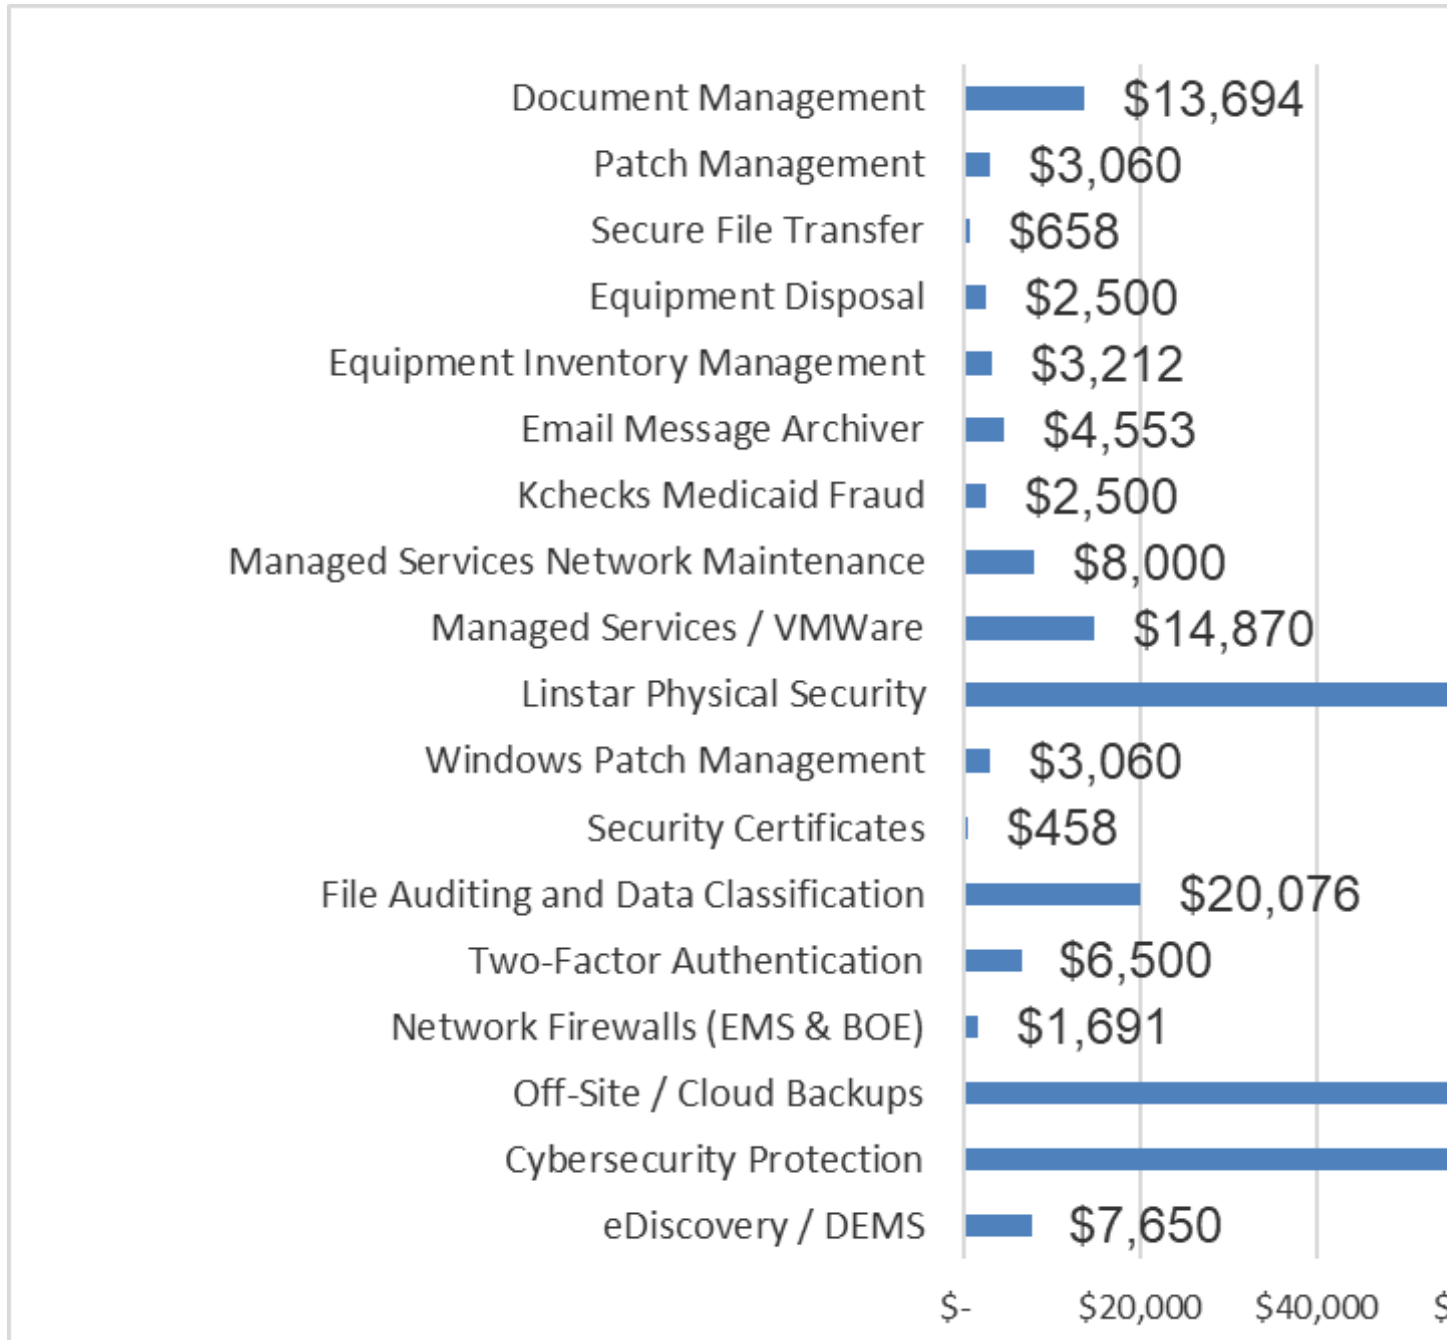 Document Management $13,694
Patch Management $3,060
Secure File Transfer $658
Equipment Disposal $2,500
Equipment Inventory Management $3,212
Email Message Archiver $4,553
Kchecks Medicaid Fraud $2,500
Managed Services Network Maintenance $8,000
Managed Services / VMWare $14,870
Linstar Physical Security
Windows Patch Management $3,060
Security Certificates $458
File Auditing and Data Classification $20,076
Two-Factor Authentication $6,500
Network Firewalls (EMS & BOE) $1,691
Off-Site / Cloud Backups
Cybersecurity Protection
eDiscovery / DEMS $7,650
$- $20,000 $40,000